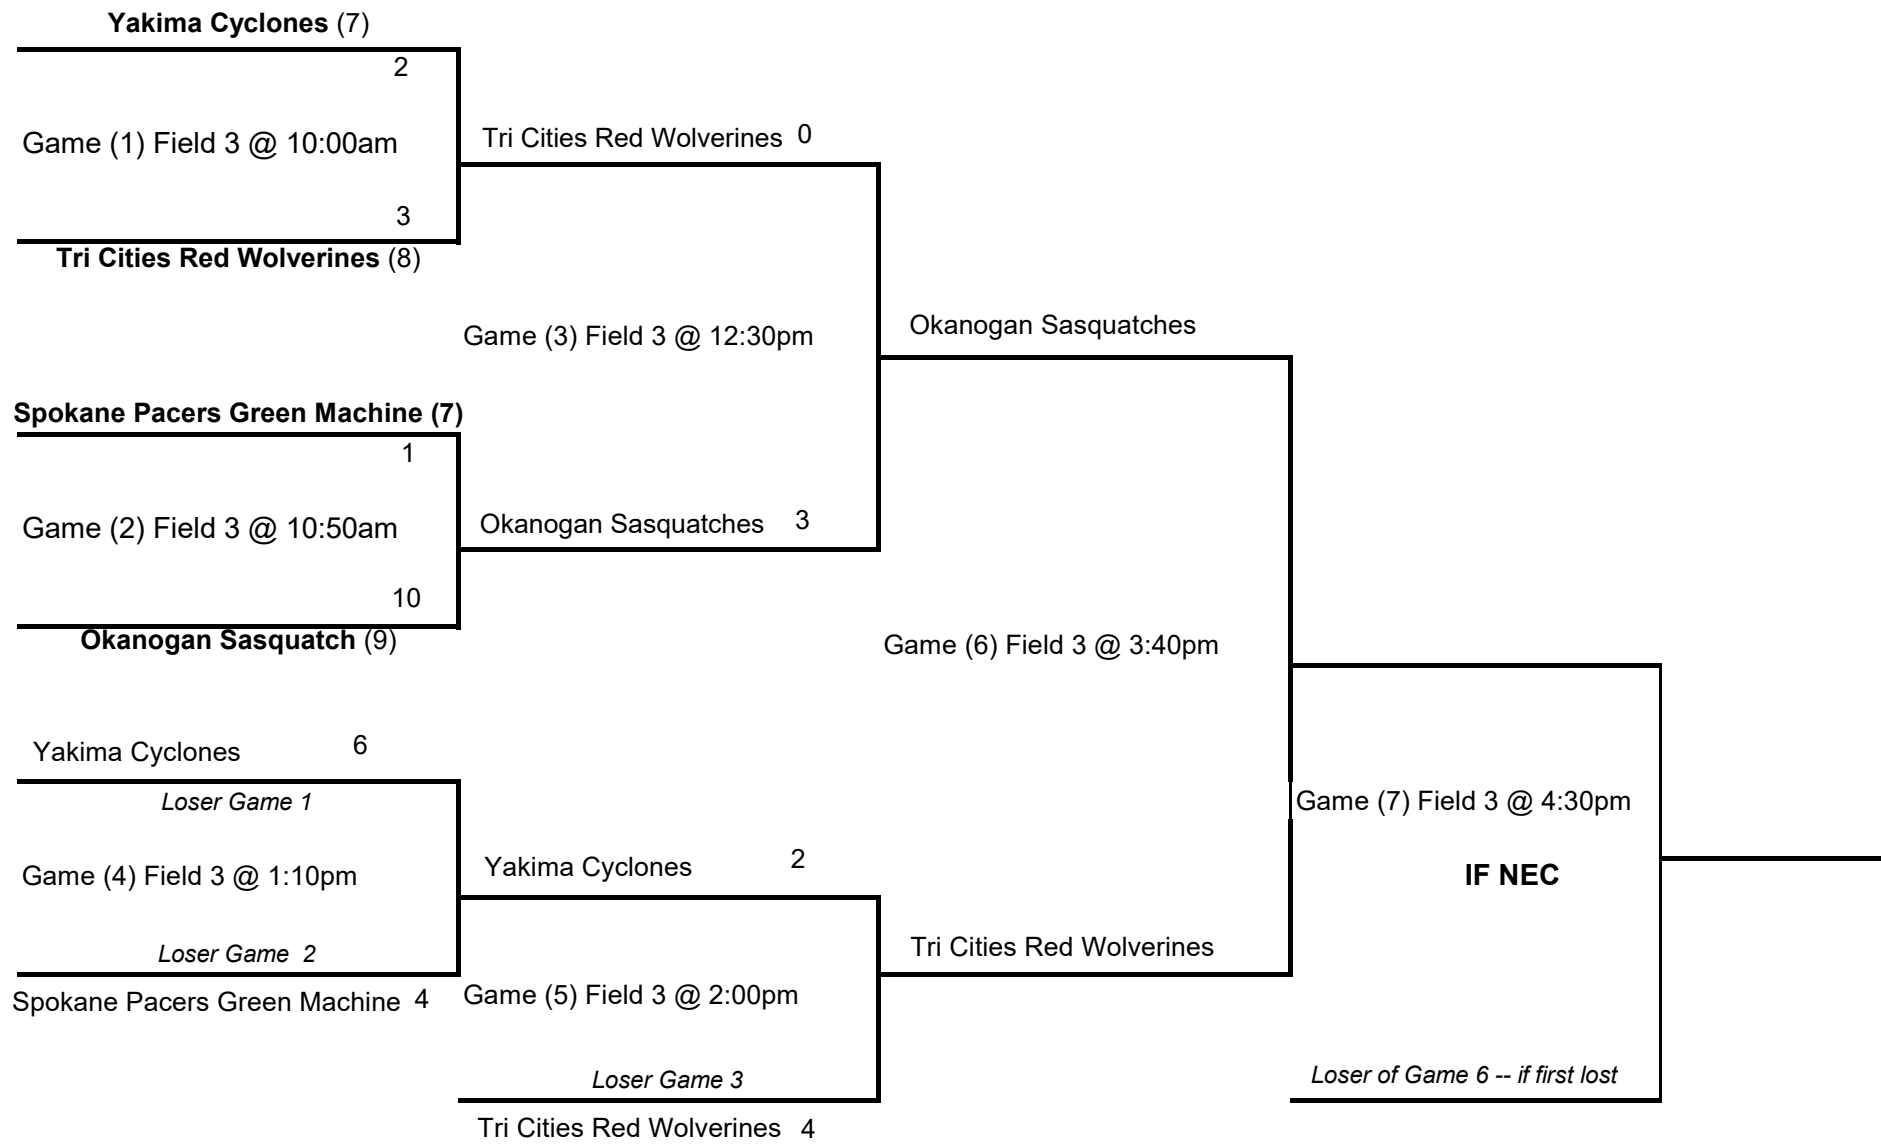 Yakima Cyclones (7)
2
Game (1) Field 3 @ 10:00am
3
Tri Cities Red Wolverines (8)
Tri Cities Red Wolverines 0
Game (3) Field 3 @ 12:30pm
Okanogan Sasquatches
Spokane Pacers Green Machine (7)
1
Game (2) Field 3 @ 10:50am
10
Okanogan Sasquatch (9)
Okanogan Sasquatches 3
Game (6) Field 3 @ 3:40pm
Yakima Cyclones 6
Loser Game 1
Game (4) Field 3 @ 1:10pm
Loser Game 2
Spokane Pacers Green Machine 4
Yakima Cyclones 2
Game (5) Field 3 @ 2:00pm
Loser Game 3
Tri Cities Red Wolverines 4
Tri Cities Red Wolverines
Game (7) Field 3 @ 4:30pm
IF NEC
Loser of Game 6 -- if first lost